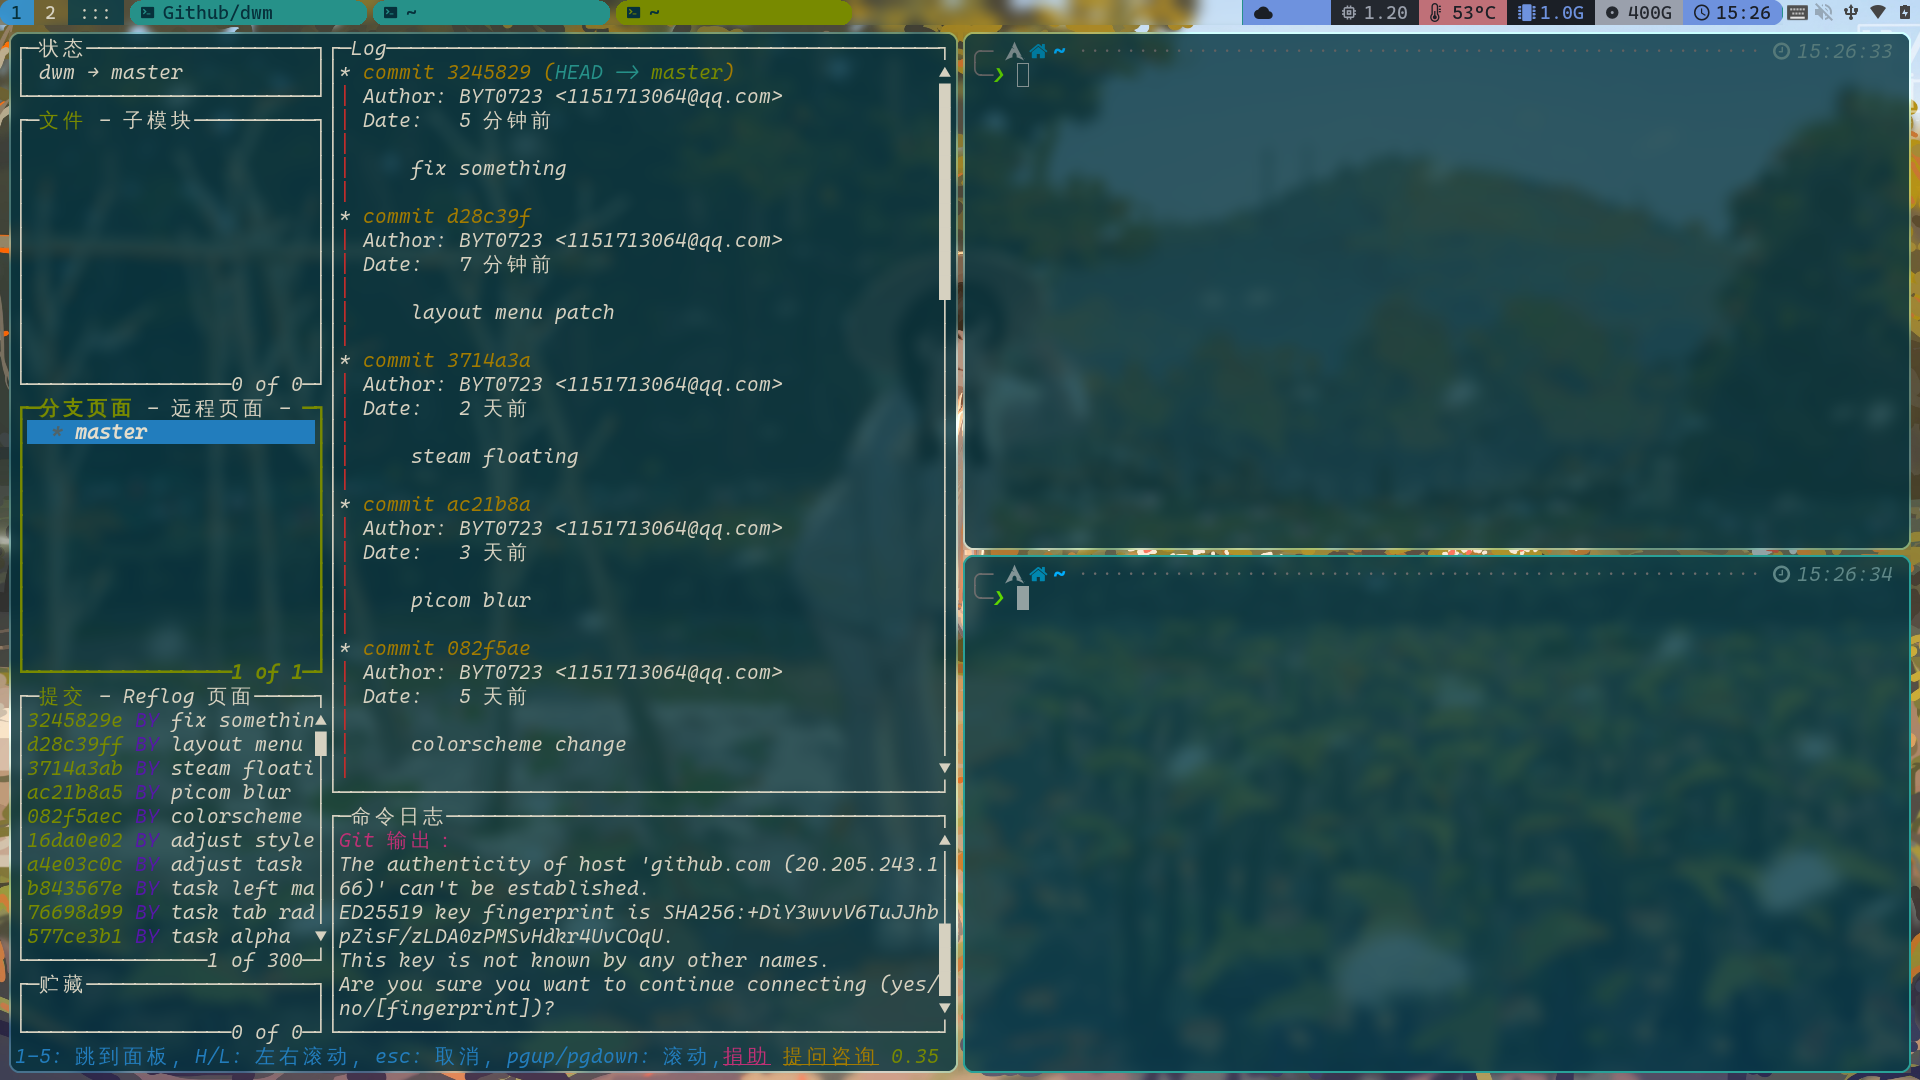 1 2 ::: Github/dwm ~ ~ 1.20 53°C 1.0G 400G 15:26
状态
dwm → master
文件 - 子模块
0 of 0
分支页面 - 远程页面 -
* master
1 of 1
提交 - Reflog 页面
3245829e BY fix somethin
d28c39ff BY layout menu
3714a3ab BY steam floati
ac21b8a5 BY picom blur
082f5aec BY colorscheme
16da0e02 BY adjust style
a4e03c0c BY adjust task
b843567e BY task left ma
76698d99 BY task tab rad
577ce3b1 BY task alpha
1 of 300
贮藏
0 of 0
Log
* commit 3245829 (HEAD -> master)
Author: BYT0723 <1151713064@qq.com>
Date: 5 分钟前
fix something
* commit d28c39f
Author: BYT0723 <1151713064@qq.com>
Date: 7 分钟前
layout menu patch
* commit 3714a3a
Author: BYT0723 <1151713064@qq.com>
Date: 2 天前
steam floating
* commit ac21b8a
Author: BYT0723 <1151713064@qq.com>
Date: 3 天前
picom blur
* commit 082f5ae
Author: BYT0723 <1151713064@qq.com>
Date: 5 天前
colorscheme change
命令日志
Git 输出：
The authenticity of host 'github.com (20.205.243.1
66)' can't be established.
ED25519 key fingerprint is SHA256:+DiY3wvvV6TuJJhb
pZisF/zLDA0zPMSvHdkr4UvCOqU.
This key is not known by any other names.
Are you sure you want to continue connecting (yes/
no/[fingerprint])?
1-5: 跳到面板, H/L: 左右滚动, esc: 取消, pgup/pgdown: 滚动,捐助 提问咨询 0.35
~ 15:26:33
❯
~ 15:26:34
❯